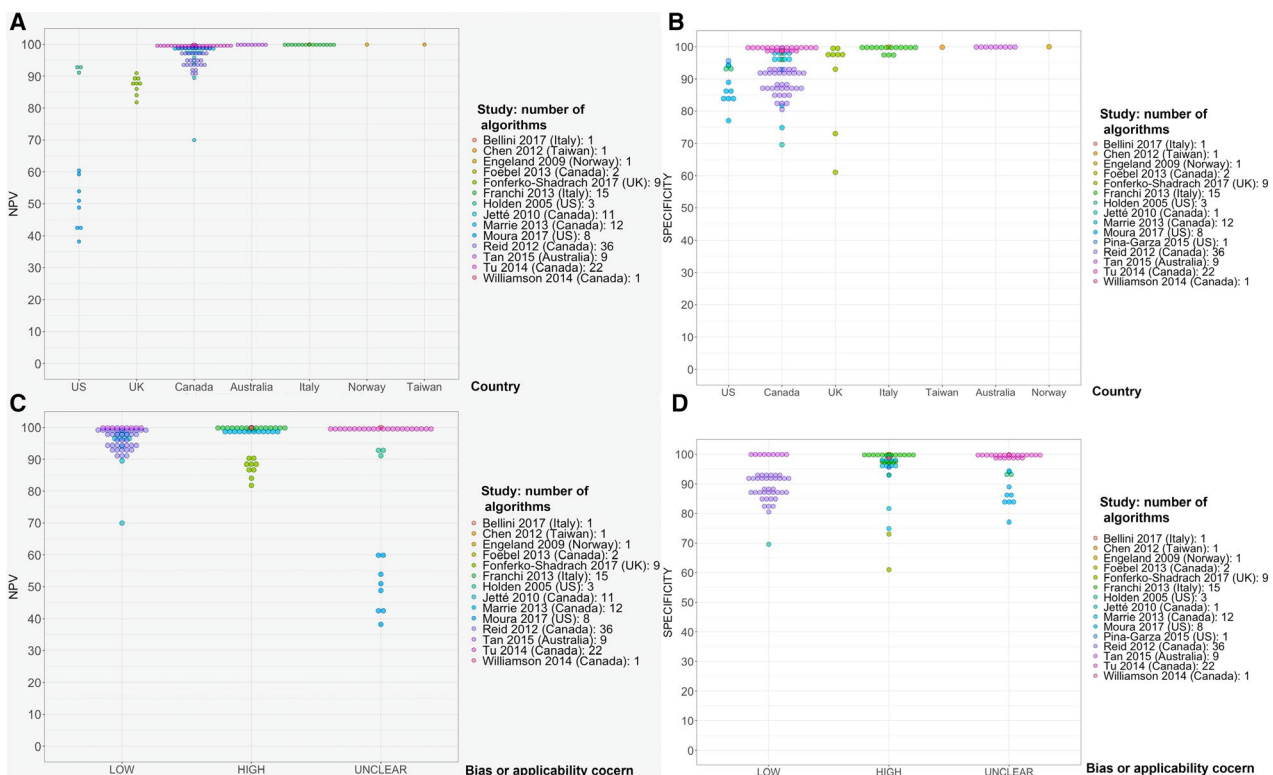 A
NPV
100
90
80
70
60
50
40
30
20
10
0
US UK Canada Australia Italy Norway Taiwan
Country
Study: number of
algorithms
Bellini 2017 (Italy): 1
Chen 2012 (Taiwan): 1
Engeland 2009 (Norway): 1
Foebel 2013 (Canada): 2
Fonferko-Shadrach 2017 (UK): 9
Franchi 2013 (Italy): 15
Holden 2005 (US): 3
Jetté 2010 (Canada): 11
Marrie 2013 (Canada): 12
Moura 2017 (US): 8
Reid 2012 (Canada): 36
Tan 2015 (Australia): 9
Tu 2014 (Canada): 22
Williamson 2014 (Canada): 1
B
SPECIFICITY
100
90
80
70
60
50
40
30
20
10
0
US Canada UK Italy Taiwan Australia Norway
Country
Study: number of
algorithms
Bellini 2017 (Italy): 1
Chen 2012 (Taiwan): 1
Engeland 2009 (Norway): 1
Foebel 2013 (Canada): 2
Fonferko-Shadrach 2017 (UK): 9
Franchi 2013 (Italy): 15
Holden 2005 (US): 3
Jetté 2010 (Canada): 1
Marrie 2013 (Canada): 12
Moura 2017 (US): 8
Pina-Garza 2015 (US): 1
Reid 2012 (Canada): 36
Tan 2015 (Australia): 9
Tu 2014 (Canada): 22
Williamson 2014 (Canada): 1
C
NPV
100
90
80
70
60
50
40
30
20
10
0
LOW HIGH UNCLEAR
Bias or applicability cocern
Study: number of
algorithms
Bellini 2017 (Italy): 1
Chen 2012 (Taiwan): 1
Engeland 2009 (Norway): 1
Foebel 2013 (Canada): 2
Fonferko-Shadrach 2017 (UK): 9
Franchi 2013 (Italy): 15
Holden 2005 (US): 3
Jetté 2010 (Canada): 11
Marrie 2013 (Canada): 12
Moura 2017 (US): 8
Reid 2012 (Canada): 36
Tan 2015 (Australia): 9
Tu 2014 (Canada): 22
Williamson 2014 (Canada): 1
D
SPECIFICITY
100
90
80
70
60
50
40
30
20
10
0
LOW HIGH UNCLEAR
Bias or applicability cocern
Study: number of
algorithms
Bellini 2017 (Italy): 1
Chen 2012 (Taiwan): 1
Engeland 2009 (Norway): 1
Foebel 2013 (Canada): 2
Fonferko-Shadrach 2017 (UK): 9
Franchi 2013 (Italy): 15
Holden 2005 (US): 3
Jetté 2010 (Canada): 1
Marrie 2013 (Canada): 12
Moura 2017 (US): 8
Pina-Garza 2015 (US): 1
Reid 2012 (Canada): 36
Tan 2015 (Australia): 9
Tu 2014 (Canada): 22
Williamson 2014 (Canada): 1